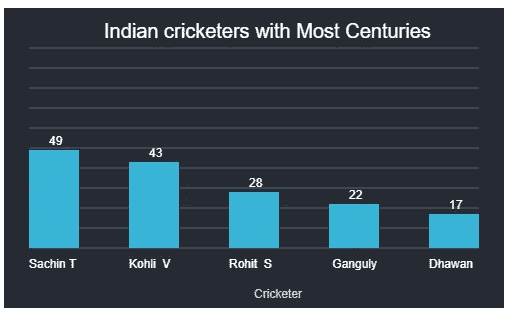 Indian cricketers with Most Centuries
49
43
28
22
17
Sachin T
Kohli V
Rohit S
Ganguly
Dhawan
Cricketer